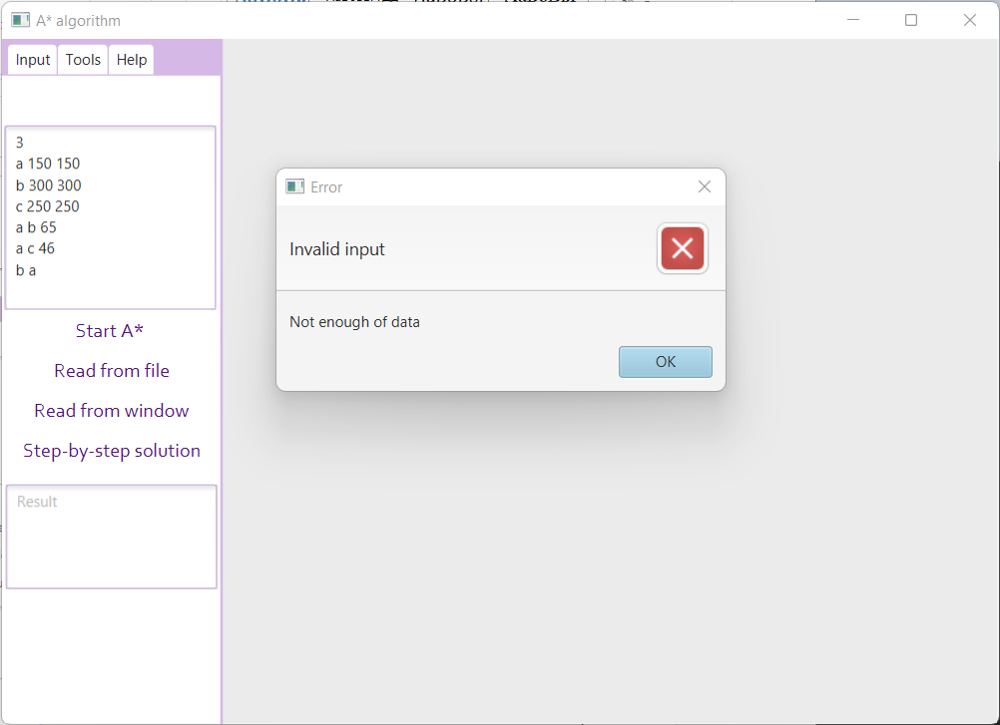 A* algorithm
Input Tools Help
3
a 150 150
b 300 300
c 250 250
a b 65
a c 46
b a
Start A*
Read from file
Read from window
Step-by-step solution
Result
Error
Invalid input
Not enough of data
OK